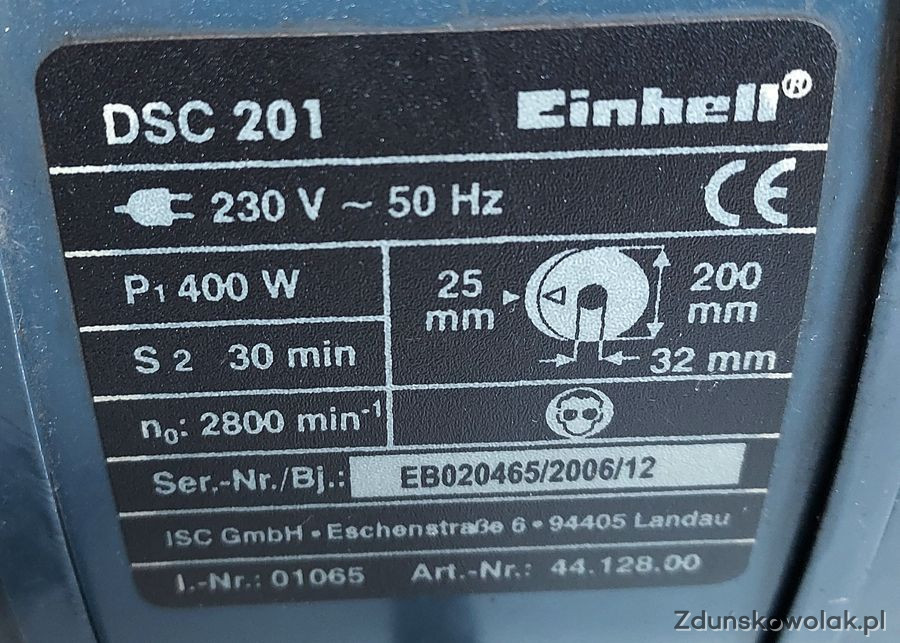 DSC 201 Einhell®
230 V ~ 50 Hz CE
P1 400 W
25 mm
200 mm
32 mm
S 2 30 min
n0: 2800 min-1
Ser.-Nr./Bj.: EB020465/2006/12
ISC GmbH • Eschenstraße 6 • 94405 Landau
I.-Nr.: 01065 Art.-Nr.: 44.128.00
Zdunskowolak.pl